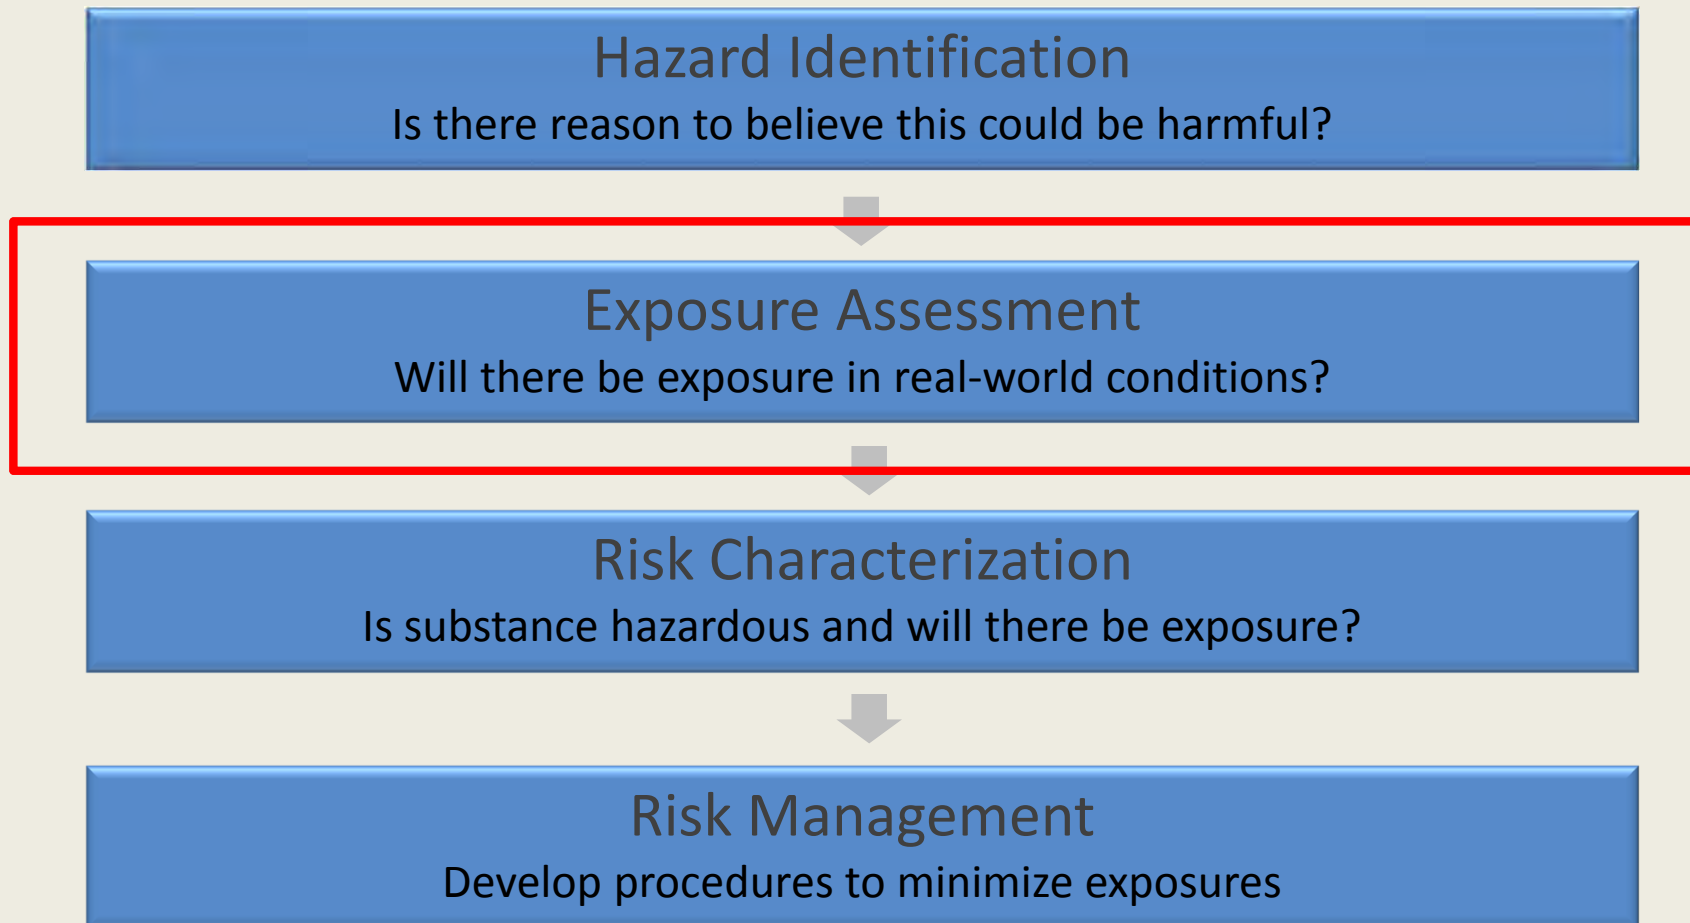 Hazard Identification
Is there reason to believe this could be harmful?
Exposure Assessment
Will there be exposure in real-world conditions?
Risk Characterization
Is substance hazardous and will there be exposure?
Risk Management
Develop procedures to minimize exposures